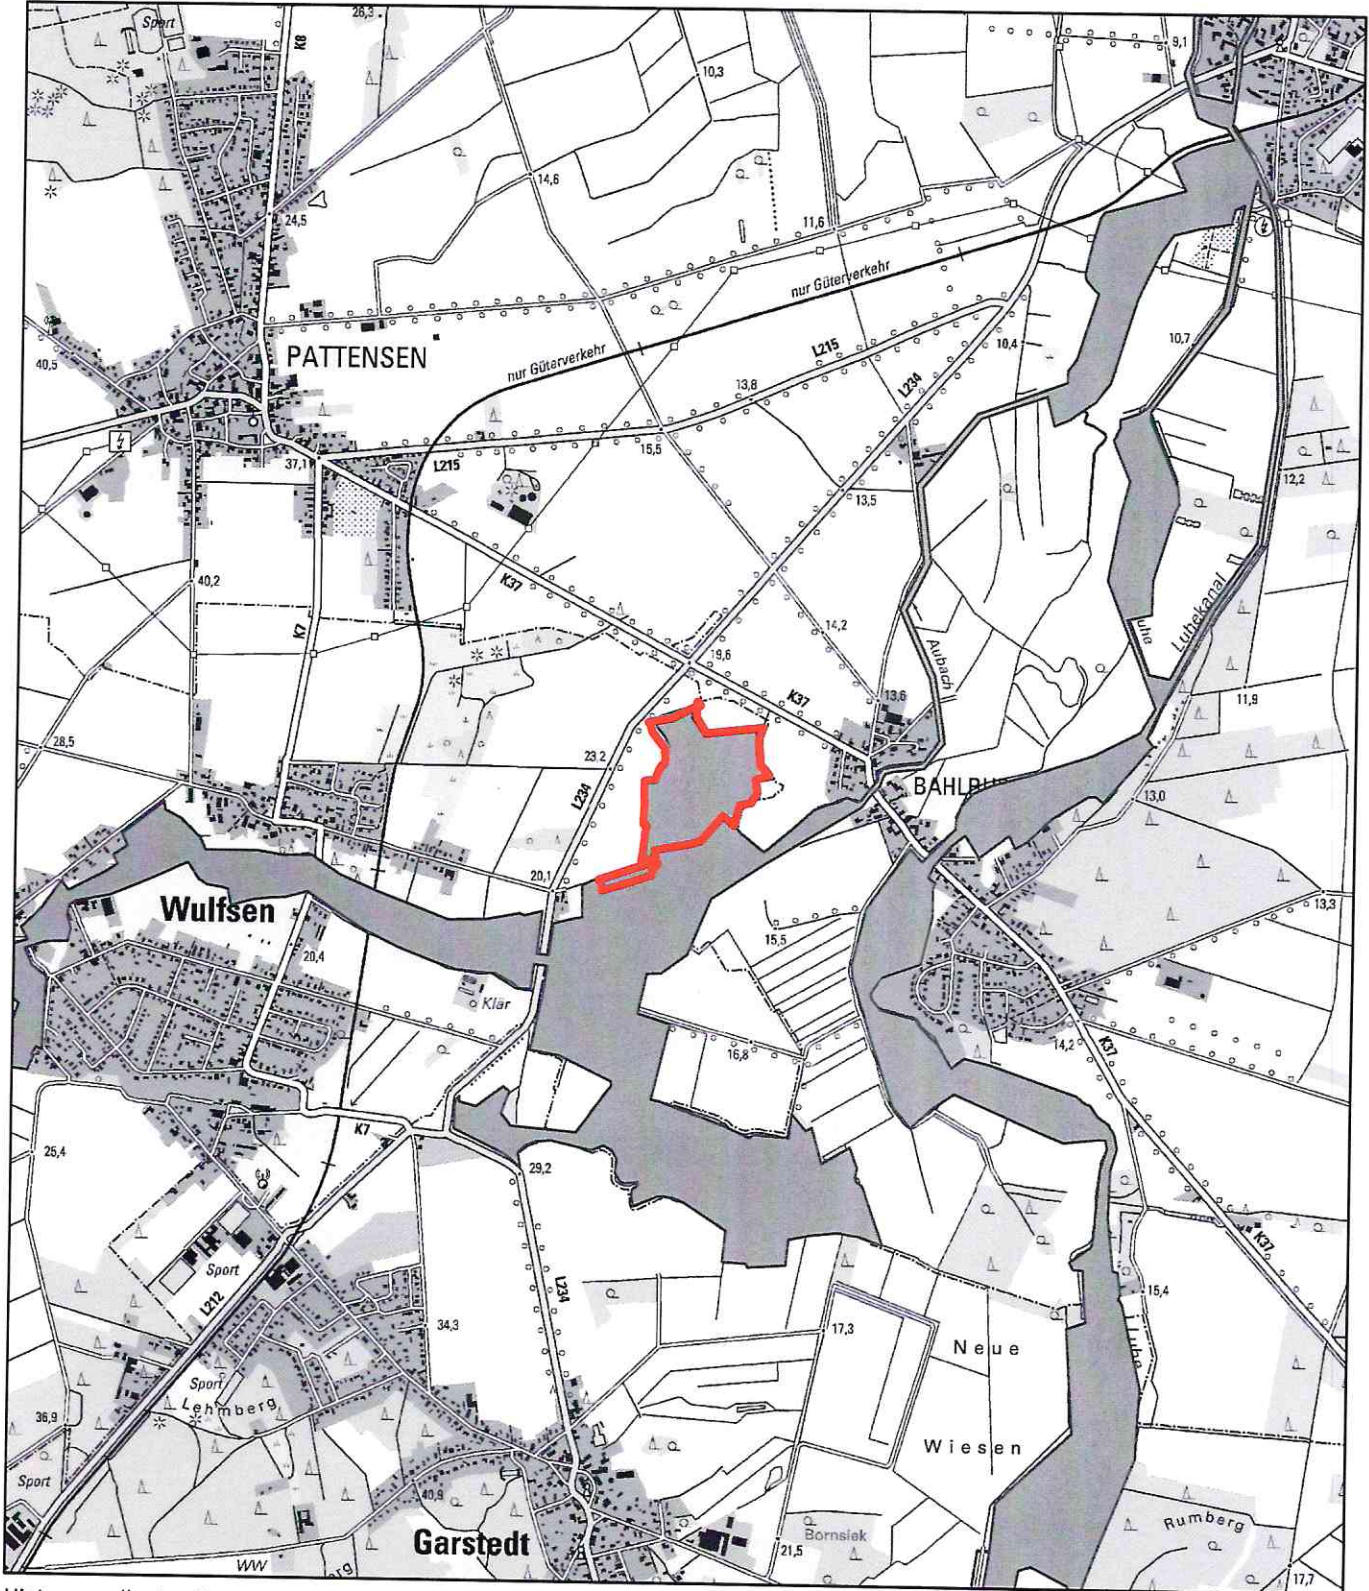 Sport
26,3
K8
9,1
10,3
14,6
24,5
11,6
nur Güterverkehr
10,7
40,5
PATTENSEN
nur Güterverkehr
L215
10,4
13,8
L234
37,1
L215
15,5
12,2
13,5
40,2
K37
K7
14,2
Aubach
Luhekanal
uhe
19,6
K37
13,6
11,9
28,5
23,2
L234
BAHLBU
13,0
20,1
13,3
Wulfsen
20,4
15,5
Klär
16,8
14,2
K37
K7
25,4
29,2
K37
Sport
L212
L234
15,4
34,3
17,3
Neue
Luhe
Sport
Lehmberg
36,9
Wiesen
Sport
40,9
Garstedt
Bornsiek
21,5
Rumberg
WW
erg
17,7